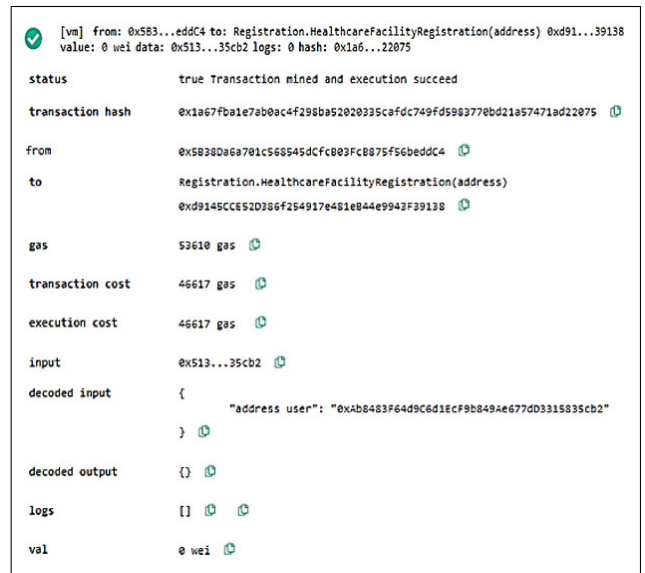 [vm] from: 0x5B3...eddC4 to: Registration.HealthcareFacilityRegistration(address) 0xd91...39138
value: 0 wei data: 0x513...35cb2 logs: 0 hash: 0x1a6...22075
status true Transaction mined and execution succeed
transaction hash 0x1a67fba1e7ab0ac4f298ba52020335cafdc749fd5983770bd21a57471ad22075
from 0x5B38Da6a701c568545dCfcB03FcB875f56beddC4
to Registration.HealthcareFacilityRegistration(address)
0xd9145CCE52D386f254917e481eB44e9943F39138
gas 53610 gas
transaction cost 46617 gas
execution cost 46617 gas
input 0x513...35cb2
decoded input {
"address user": "0xAb8483F64d9C6d1EcF9b849Ae677dD3315835cb2"
}
decoded output {}
logs []
val 0 wei